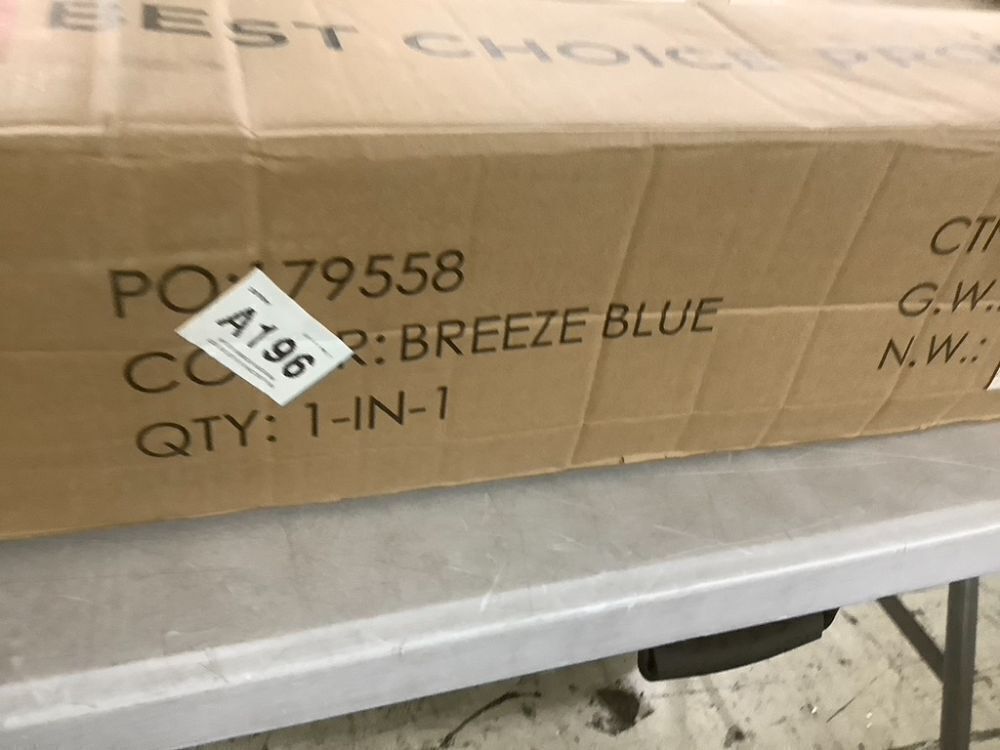 BEST CHOICE
PO:179558
A196
BREEZE BLUE
QTY: 1-IN-1
G.W.
N.W.: